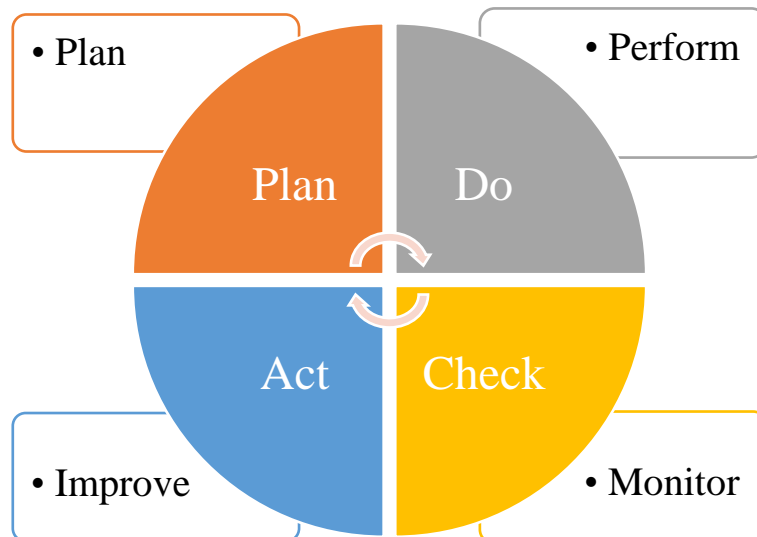 • Plan
• Perform
Plan
Do
Act
Check
• Improve
• Monitor